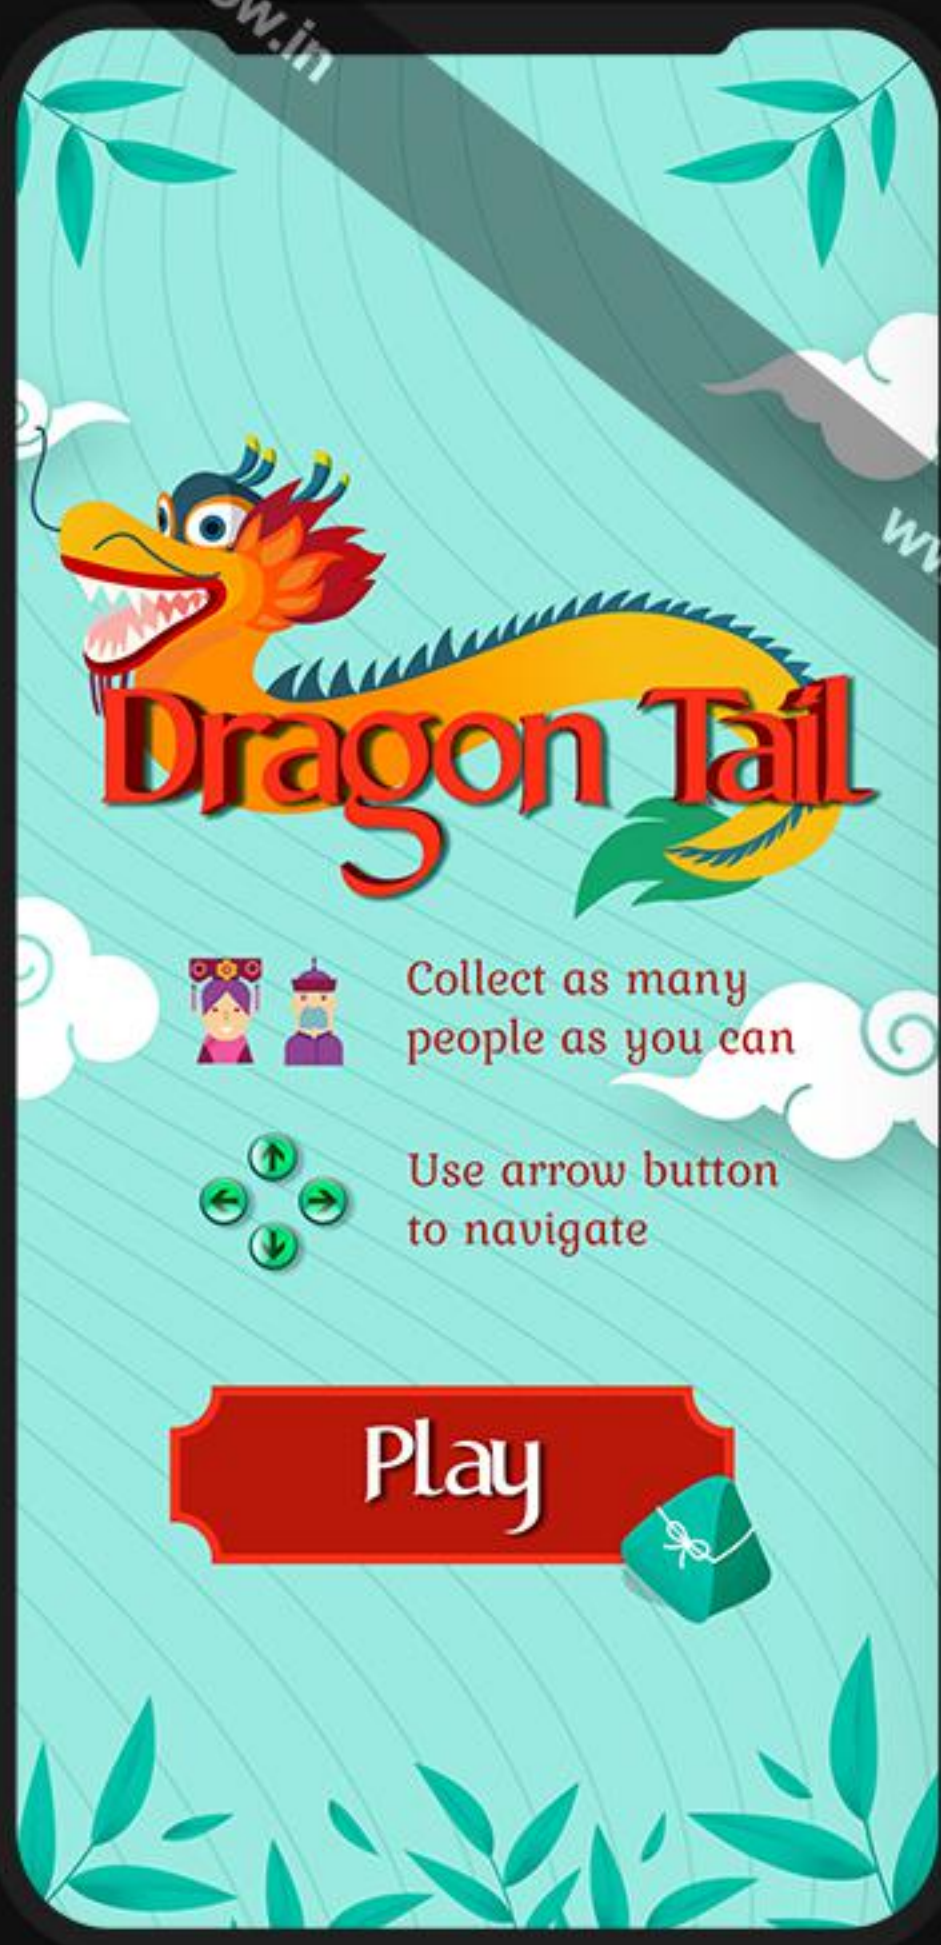 Dragon Tail
Collect as many
people as you can
Use arrow button
to navigate
Play